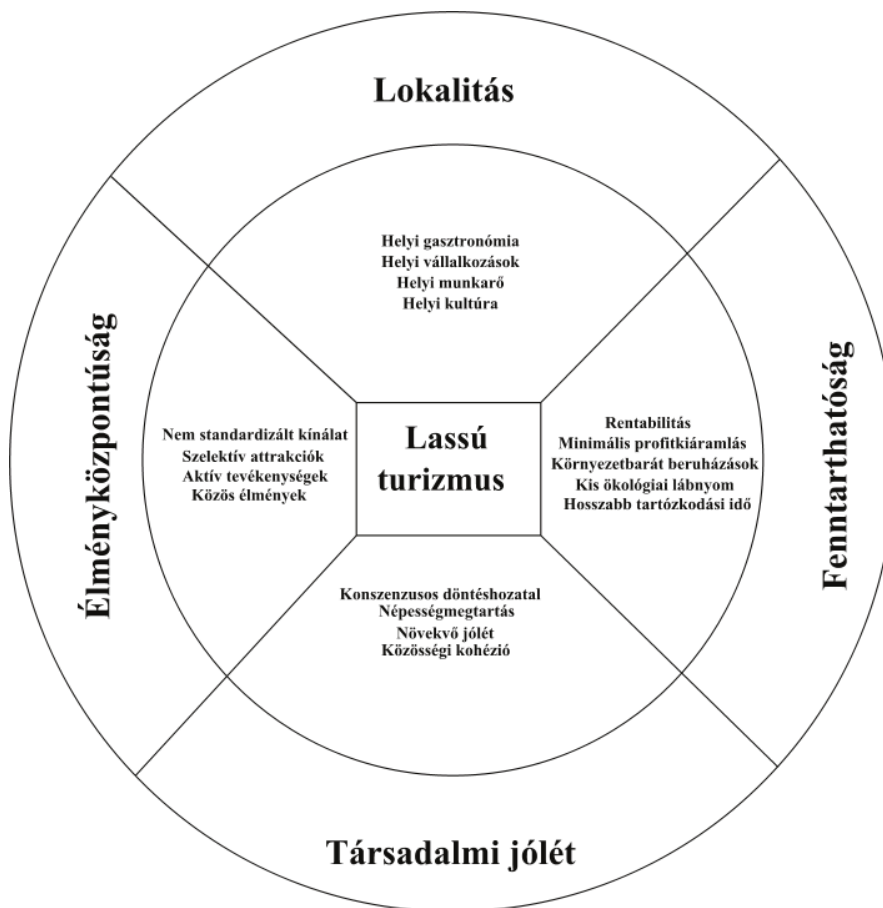 Lokalitás
Helyi gasztronómia
Helyi vállalkozások
Helyi munkarő
Helyi kultúra
Élményközpontúság
Nem standardizált kínálat
Szelektív attrakciók
Aktív tevékenységek
Közös élmények
Lassú
turizmus
Rentabilitás
Minimális profitkiáramlás
Környezetbarát beruházások
Kis ökológiai lábnyom
Hosszabb tartózkodási idő
Fenntarthatóság
Konszenzusos döntéshozatal
Népességmegtartás
Növekvő jólét
Közösségi kohézió
Társadalmi jólét